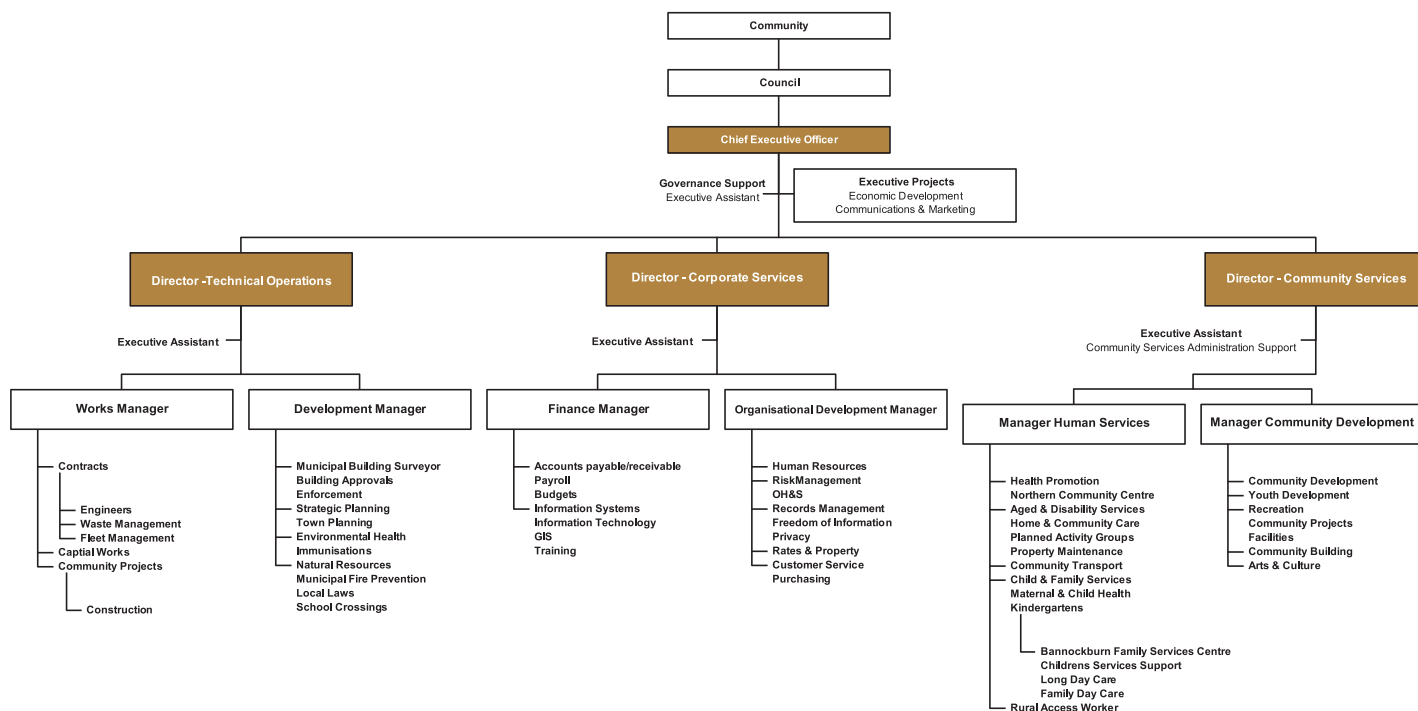 Community
Council
Chief Executive Officer
Governance Support
Executive Assistant
Executive Projects
Economic Development
Communications & Marketing
Director -Technical Operations
Director - Corporate Services
Director - Community Services
Executive Assistant
Executive Assistant
Executive Assistant
Community Services Administration Support
Works Manager
Development Manager
Finance Manager
Organisational Development Manager
Manager Human Services
Manager Community Development
Contracts
Engineers
Waste Management
Fleet Management
Captial Works
Community Projects
Construction
Municipal Building Surveyor
Building Approvals
Enforcement
Strategic Planning
Town Planning
Environmental Health
Immunisations
Natural Resources
Municipal Fire Prevention
Local Laws
School Crossings
Accounts payable/receivable
Payroll
Budgets
Information Systems
Information Technology
GIS
Training
Human Resources
RiskManagement
OH&S
Records Management
Freedom of Information
Privacy
Rates & Property
Customer Service
Purchasing
Health Promotion
Northern Community Centre
Aged & Disability Services
Home & Community Care
Planned Activity Groups
Property Maintenance
Community Transport
Child & Family Services
Maternal & Child Health
Kindergartens
Bannockburn Family Services Centre
Childrens Services Support
Long Day Care
Family Day Care
Rural Access Worker
Community Development
Youth Development
Recreation
Community Projects
Facilities
Community Building
Arts & Culture